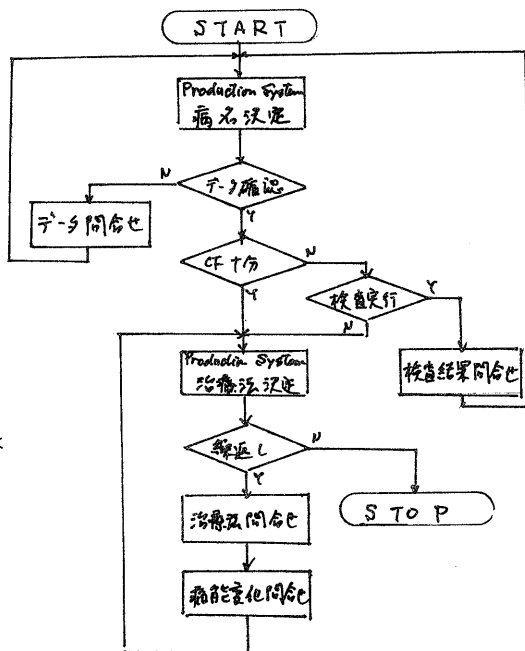 START
Production System
病名決定
データ確認
N
Y
データ問合せ
CF十分
N
Y
検査実行
Y
N
検査結果問合せ
Production System
治療法決定
繰返し
N
Y
STOP
治療法問合せ
病態変化問合せ